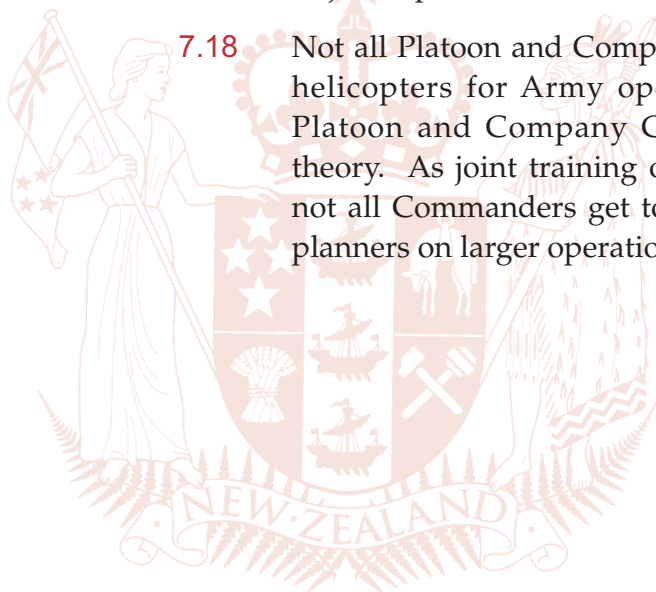 7.18 Not all Platoon and Comp
helicopters for Army op
Platoon and Company C
theory. As joint training
not all Commanders get to
planners on larger operatio
NEW·ZEALAND